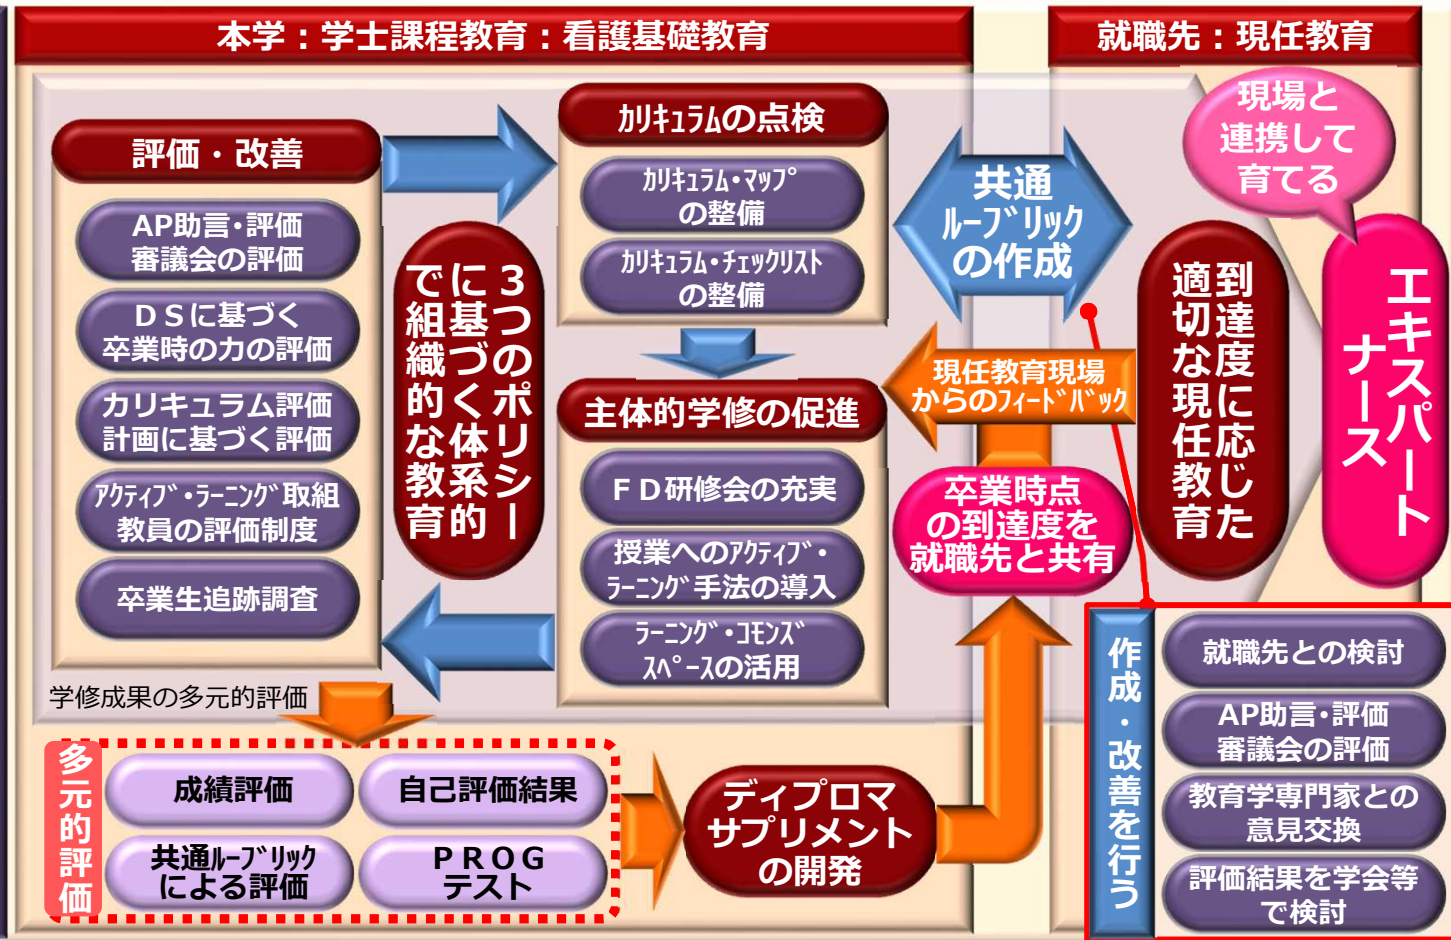 本学：学士課程教育：看護基礎教育
就職先：現任教育
評価・改善
AP助言・評価
審議会の評価
ＤＳに基づく
卒業時の力の評価
カリキュラム評価
計画に基づく評価
ｱｸﾃｨﾌﾞ・ﾗｰﾆﾝｸﾞ取組
教員の評価制度
卒業生追跡調査
３つのポリシー
に基づく体系的
で組織的な教育
ｶﾘｷｭﾗﾑの点検
ｶﾘｷｭﾗﾑ・ﾏｯﾌﾟ
の整備
ｶﾘｷｭﾗﾑ・ﾁｪｯｸﾘｽﾄ
の整備
主体的学修の促進
ＦＤ研修会の充実
授業へのｱｸﾃｨﾌﾞ・
ﾗｰﾆﾝｸﾞ手法の導入
ﾗｰﾆﾝｸﾞ・ｺﾓﾝｽﾞ
ｽﾍﾟｰｽの活用
共通
ﾙｰﾌﾞﾘｯｸ
の作成
現任教育現場
からのﾌｨｰﾄﾞﾊﾞｯｸ
卒業時点
の到達度を
就職先と共有
到達度に応じた
適切な現任教育
現場と
連携して
育てる
エキスパート
ナース
学修成果の多元的評価
多元的評価
成績評価
自己評価結果
共通ﾙｰﾌﾞﾘｯｸ
による評価
ＰＲＯＧ
テスト
ディプロマ
サプリメント
の開発
作成・改善を行う
就職先との検討
AP助言・評価
審議会の評価
教育学専門家との
意見交換
評価結果を学会等
で検討